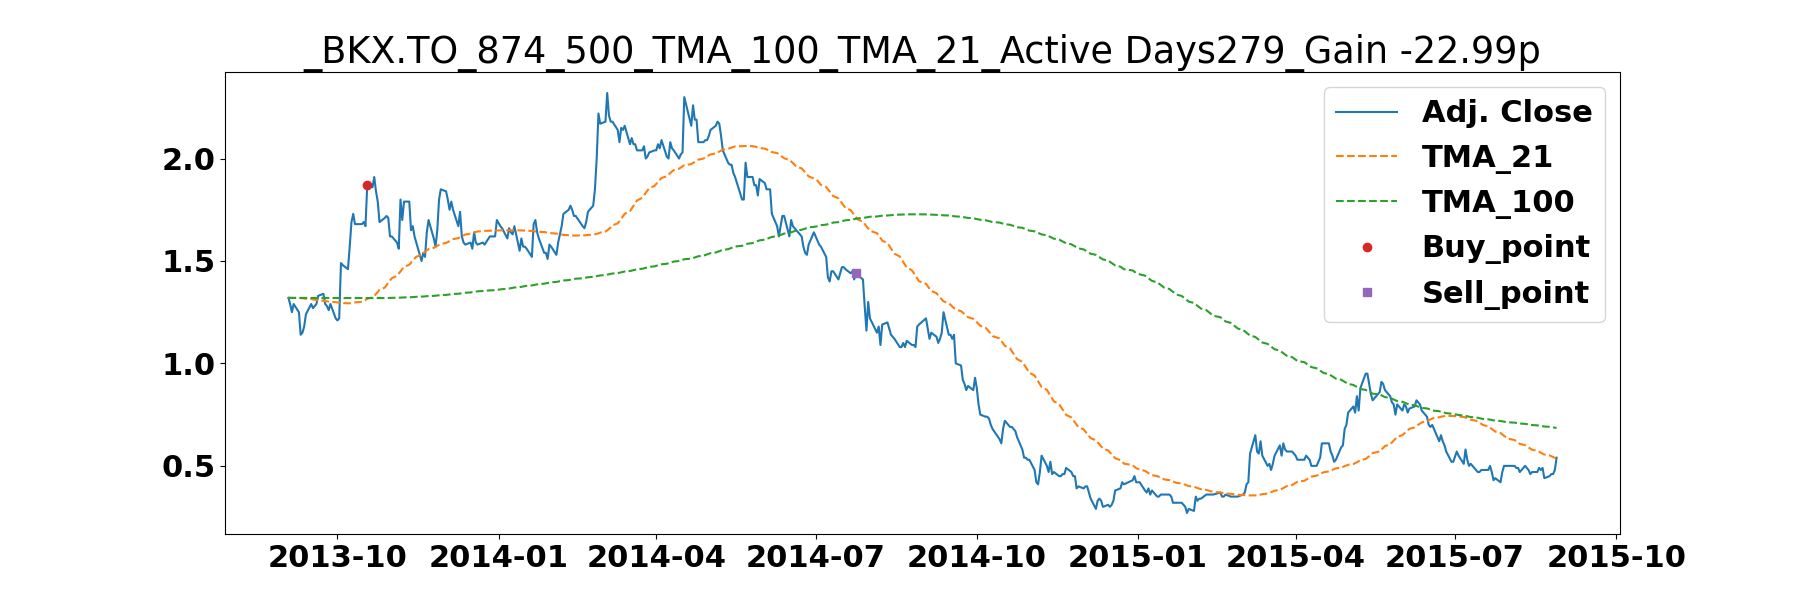 _BKX.TO_874_500_TMA_100_TMA_21_Active Days279_Gain -22.99p
Adj. Close
TMA_21
TMA_100
Buy_point
Sell_point
2.0
1.5
1.0
0.5
2013-10 2014-01 2014-04 2014-07 2014-10 2015-01 2015-04 2015-07 2015-10